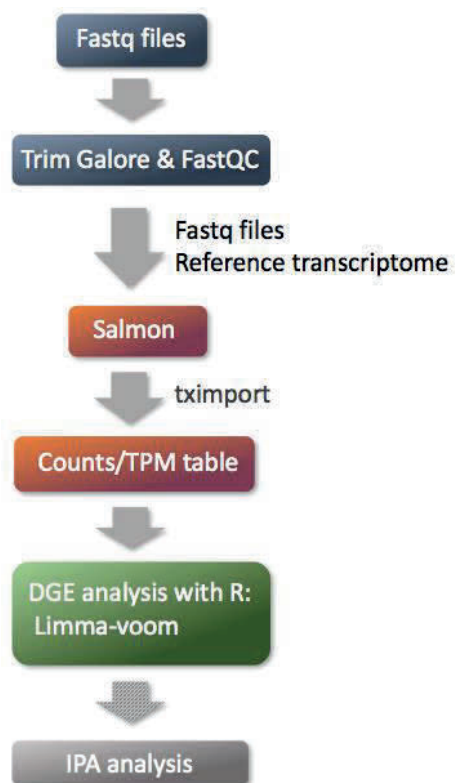 Fastq files
Trim Galore & FastQC
Fastq files
Reference transcriptome
Salmon
tximport
Counts/TPM table
DGE analysis with R:
Limma-voom
IPA analysis